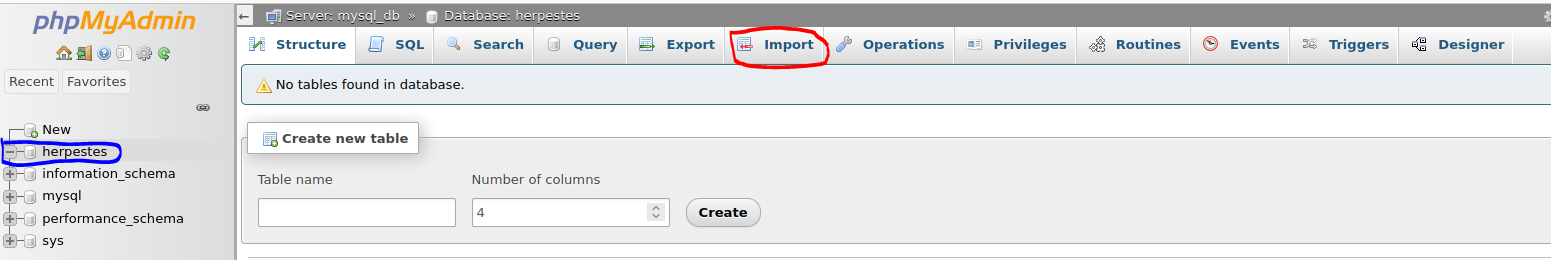 phpMyAdmin
Recent Favorites
New
herpestes
information_schema
mysql
performance_schema
sys
Server: mysql_db » Database: herpestes
Structure SQL Search Query Export Import Operations Privileges Routines Events Triggers Designer
No tables found in database.
Create new table
Table name Number of columns
4 Create